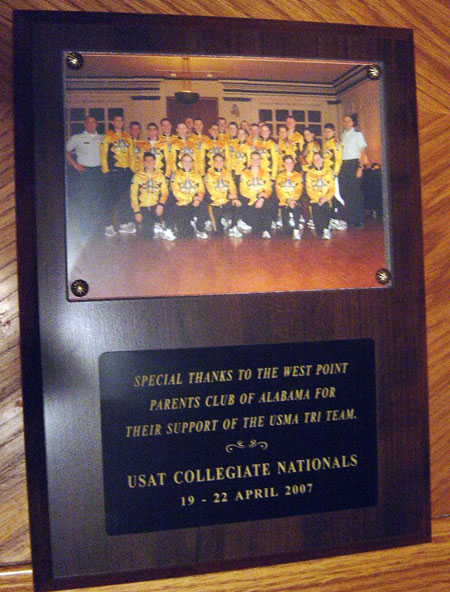 SPECIAL THANKS TO THE WEST POINT
PARENTS CLUB OF ALABAMA FOR
THEIR SUPPORT OF THE USMA TRI TEAM.
USAT COLLEGIATE NATIONALS
19 - 22 APRIL 2007